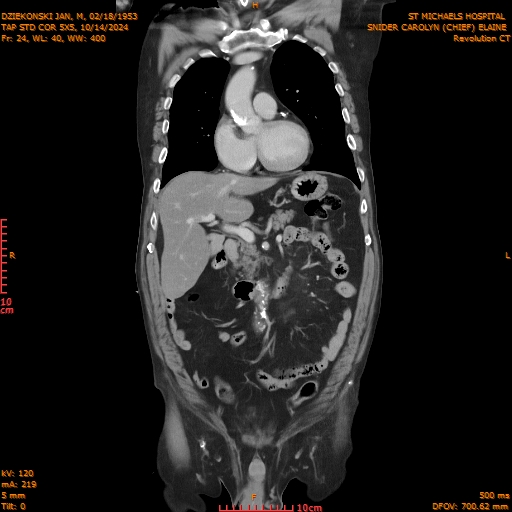 DZIEKONSKI JAN, M, 02/18/1953
TAP STD COR 5X5, 10/14/2024
Fr: 24, WL: 40, WW: 400
H
ST MICHAELS HOSPITAL
SNIDER CAROLYN (CHIEF) ELAINE
Revolution CT
R
L
10
cm
kV: 120
mA: 219
5 mm
Tilt: 0
F
10cm
500 ms
DFOV: 700.62 mm